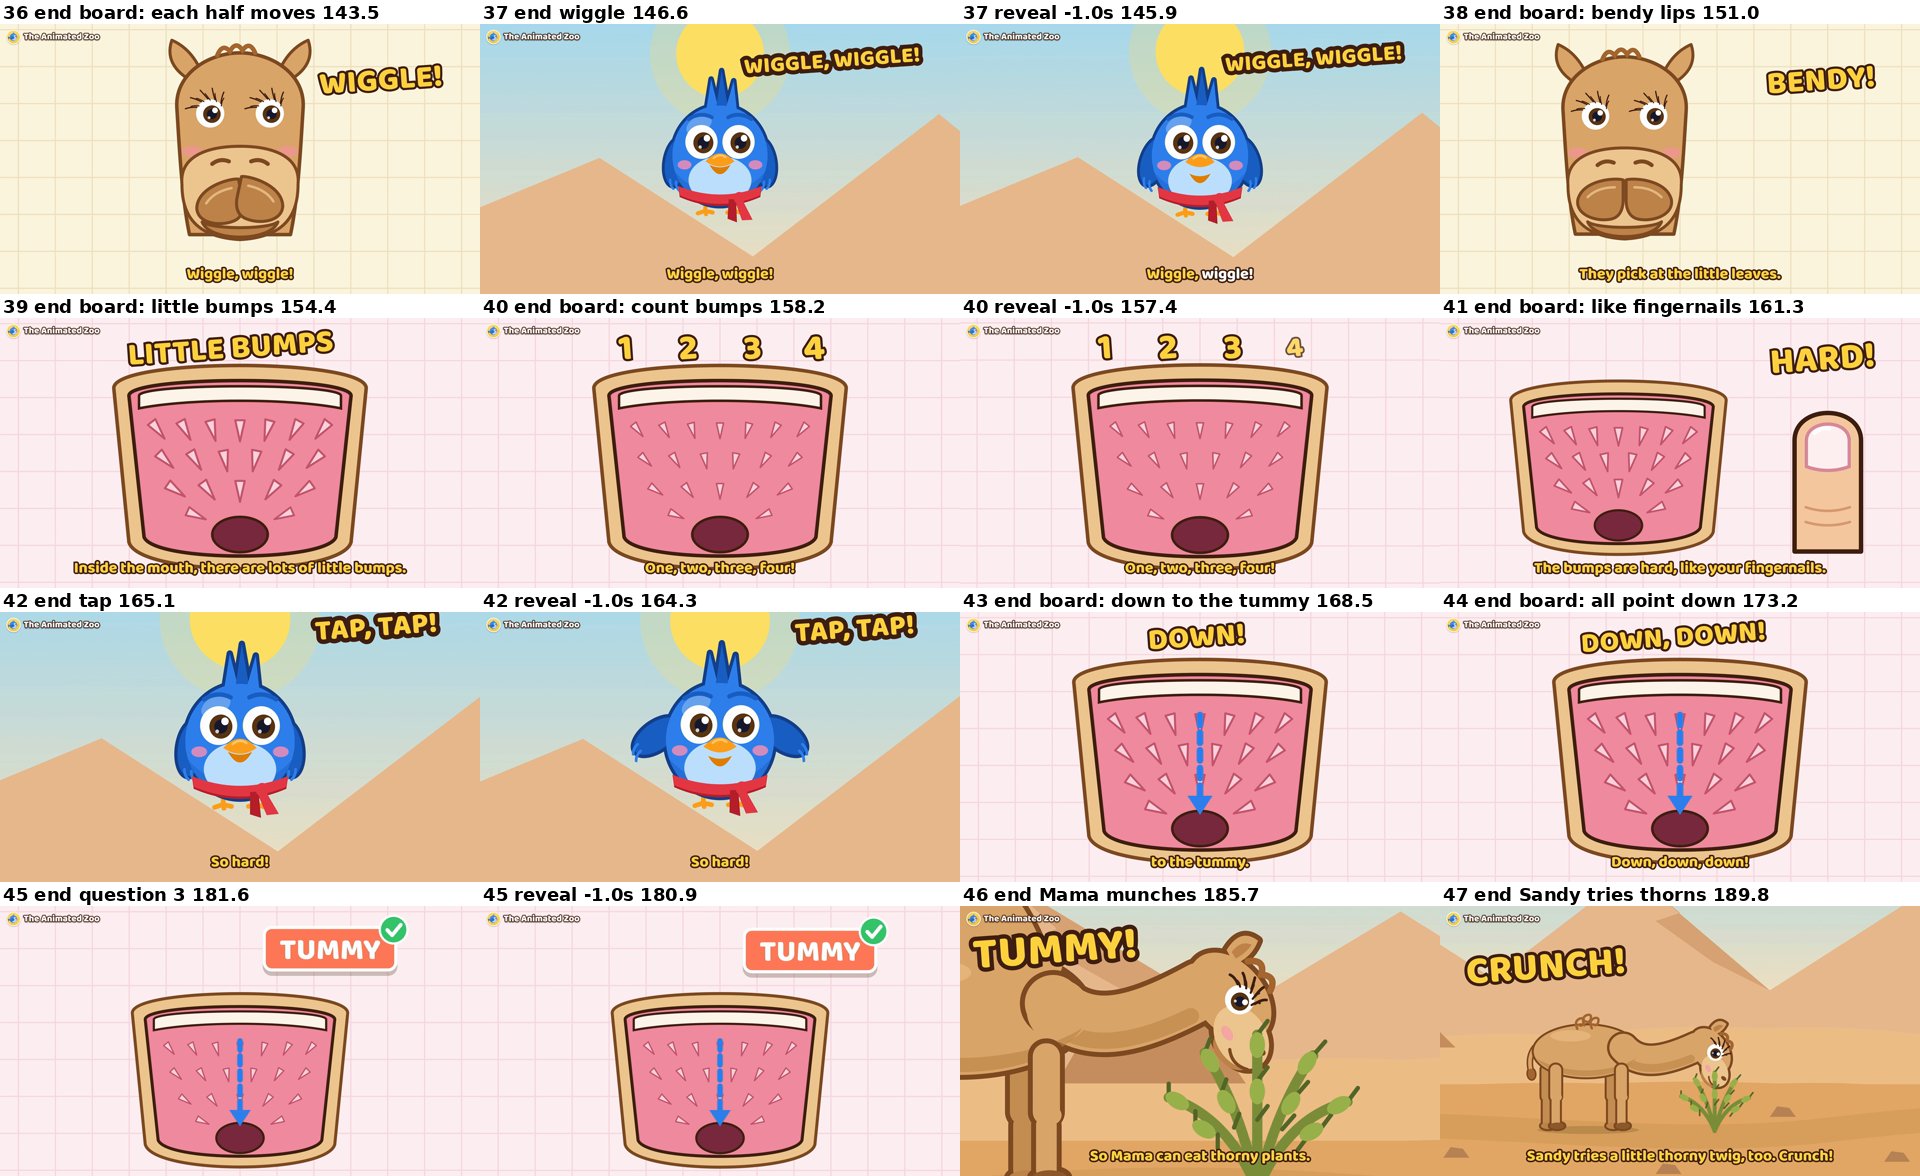 36 end board: each half moves 143.5
The Animated Zoo
WIGGLE!
Wiggle, wiggle!
37 end wiggle 146.6
The Animated Zoo
WIGGLE, WIGGLE!
Wiggle, wiggle!
37 reveal -1.0s 145.9
The Animated Zoo
WIGGLE, WIGGLE!
Wiggle, wiggle!
38 end board: bendy lips 151.0
The Animated Zoo
BENDY!
They pick at the little leaves.
39 end board: little bumps 154.4
The Animated Zoo
LITTLE BUMPS
Inside the mouth, there are lots of little bumps.
40 end board: count bumps 158.2
The Animated Zoo
1 2 3 4
One, two, three, four!
40 reveal -1.0s 157.4
The Animated Zoo
1 2 3 4
One, two, three, four!
41 end board: like fingernails 161.3
The Animated Zoo
HARD!
The bumps are hard, like your fingernails.
42 end tap 165.1
The Animated Zoo
TAP, TAP!
So hard!
42 reveal -1.0s 164.3
The Animated Zoo
TAP, TAP!
So hard!
43 end board: down to the tummy 168.5
The Animated Zoo
DOWN!
to the tummy.
44 end board: all point down 173.2
The Animated Zoo
DOWN, DOWN!
Down, down, down!
45 end question 3 181.6
The Animated Zoo
TUMMY
45 reveal -1.0s 180.9
The Animated Zoo
TUMMY
46 end Mama munches 185.7
The Animated Zoo
TUMMY!
So Mama can eat thorny plants.
47 end Sandy tries thorns 189.8
The Animated Zoo
CRUNCH!
Sandy tries a little thorny twig, too. Crunch!